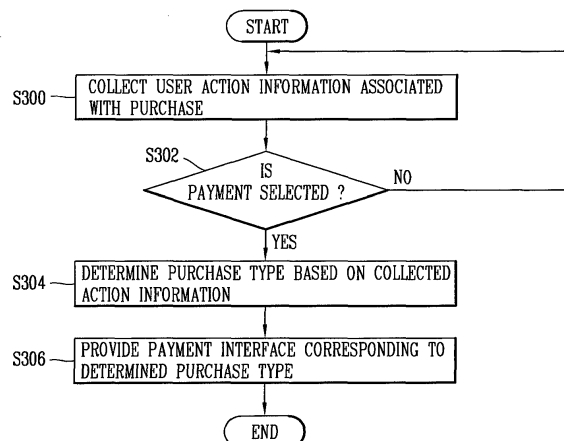 START
S300
COLLECT USER ACTION INFORMATION ASSOCIATED
WITH PURCHASE
S302
IS
PAYMENT SELECTED ?
NO
YES
S304
DETERMINE PURCHASE TYPE BASED ON COLLECTED
ACTION INFORMATION
S306
PROVIDE PAYMENT INTERFACE CORRESPONDING TO
DETERMINED PURCHASE TYPE
END